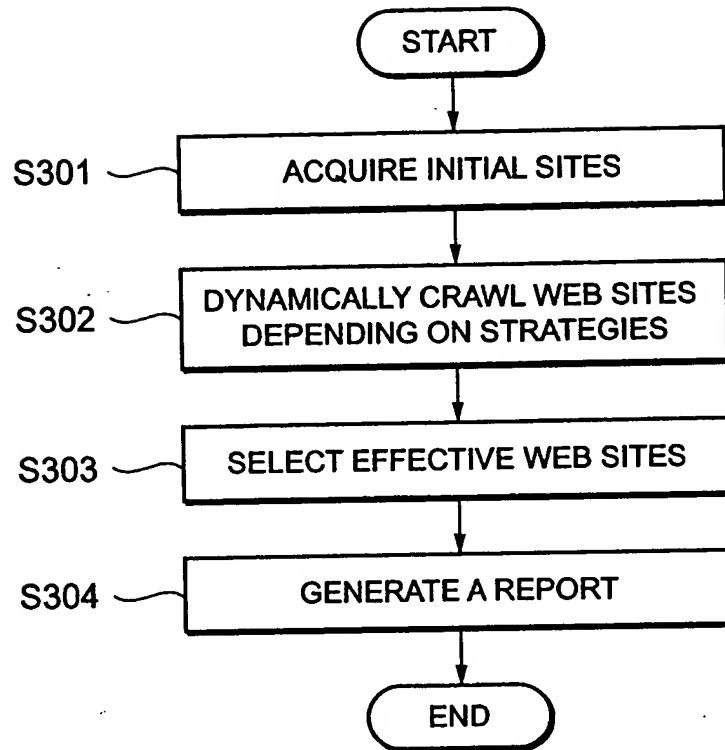 START
S301
ACQUIRE INITIAL SITES
S302
DYNAMICALLY CRAWL WEB SITES
DEPENDING ON STRATEGIES
S303
SELECT EFFECTIVE WEB SITES
S304
GENERATE A REPORT
END